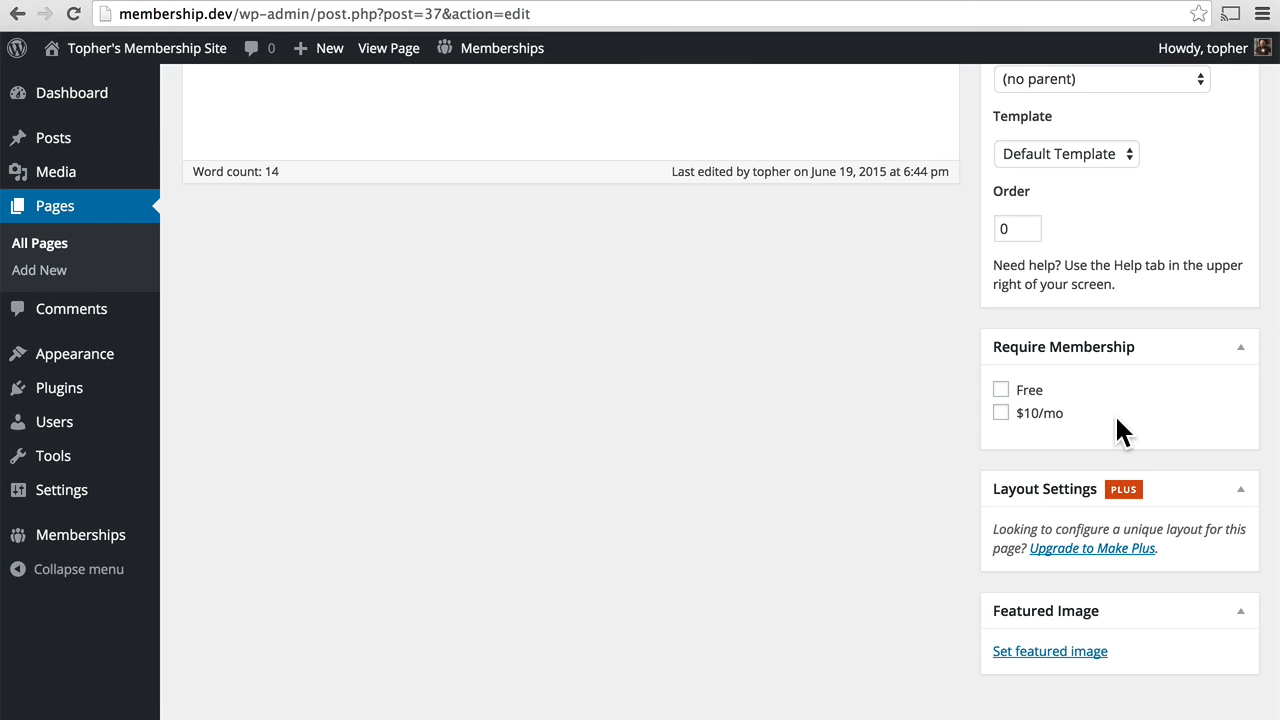 membership.dev/wp-admin/post.php?post=37&action=edit
Topher's Membership Site
0
New
View Page
Memberships
Howdy, topher
Dashboard
Posts
Media
Pages
All Pages
Add New
Comments
Appearance
Plugins
Users
Tools
Settings
Memberships
Collapse menu
Word count: 14
Last edited by topher on June 19, 2015 at 6:44 pm
(no parent)
Template
Default Template
Order
0
Need help? Use the Help tab in the upper
right of your screen.
Require Membership
Free
$10/mo
Layout Settings PLUS
Looking to configure a unique layout for this
page? Upgrade to Make Plus.
Featured Image
Set featured image